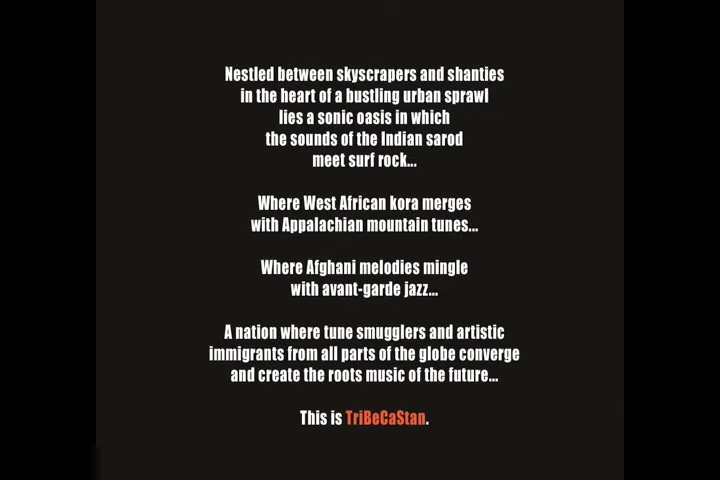 Nestled between skyscrapers and shanties
in the heart of a bustling urban sprawl
lies a sonic oasis in which
the sounds of the Indian sarod
meet surf rock...
Where West African kora merges
with Appalachian mountain tunes...
Where Afghani melodies mingle
with avant-garde jazz...
A nation where tune smugglers and artistic
immigrants from all parts of the globe converge
and create the roots music of the future...
This is TriBeCaStan.